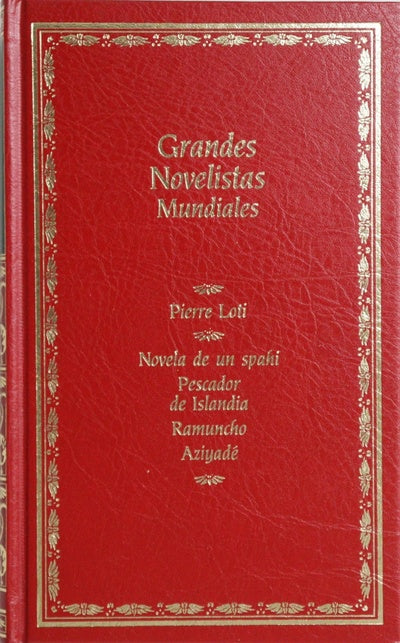 Grandes
Novelistas
Mundiales
Pierre Loti
Novela de un spahi
Pescador
de Islandia
Ramuncho
Aziyadé